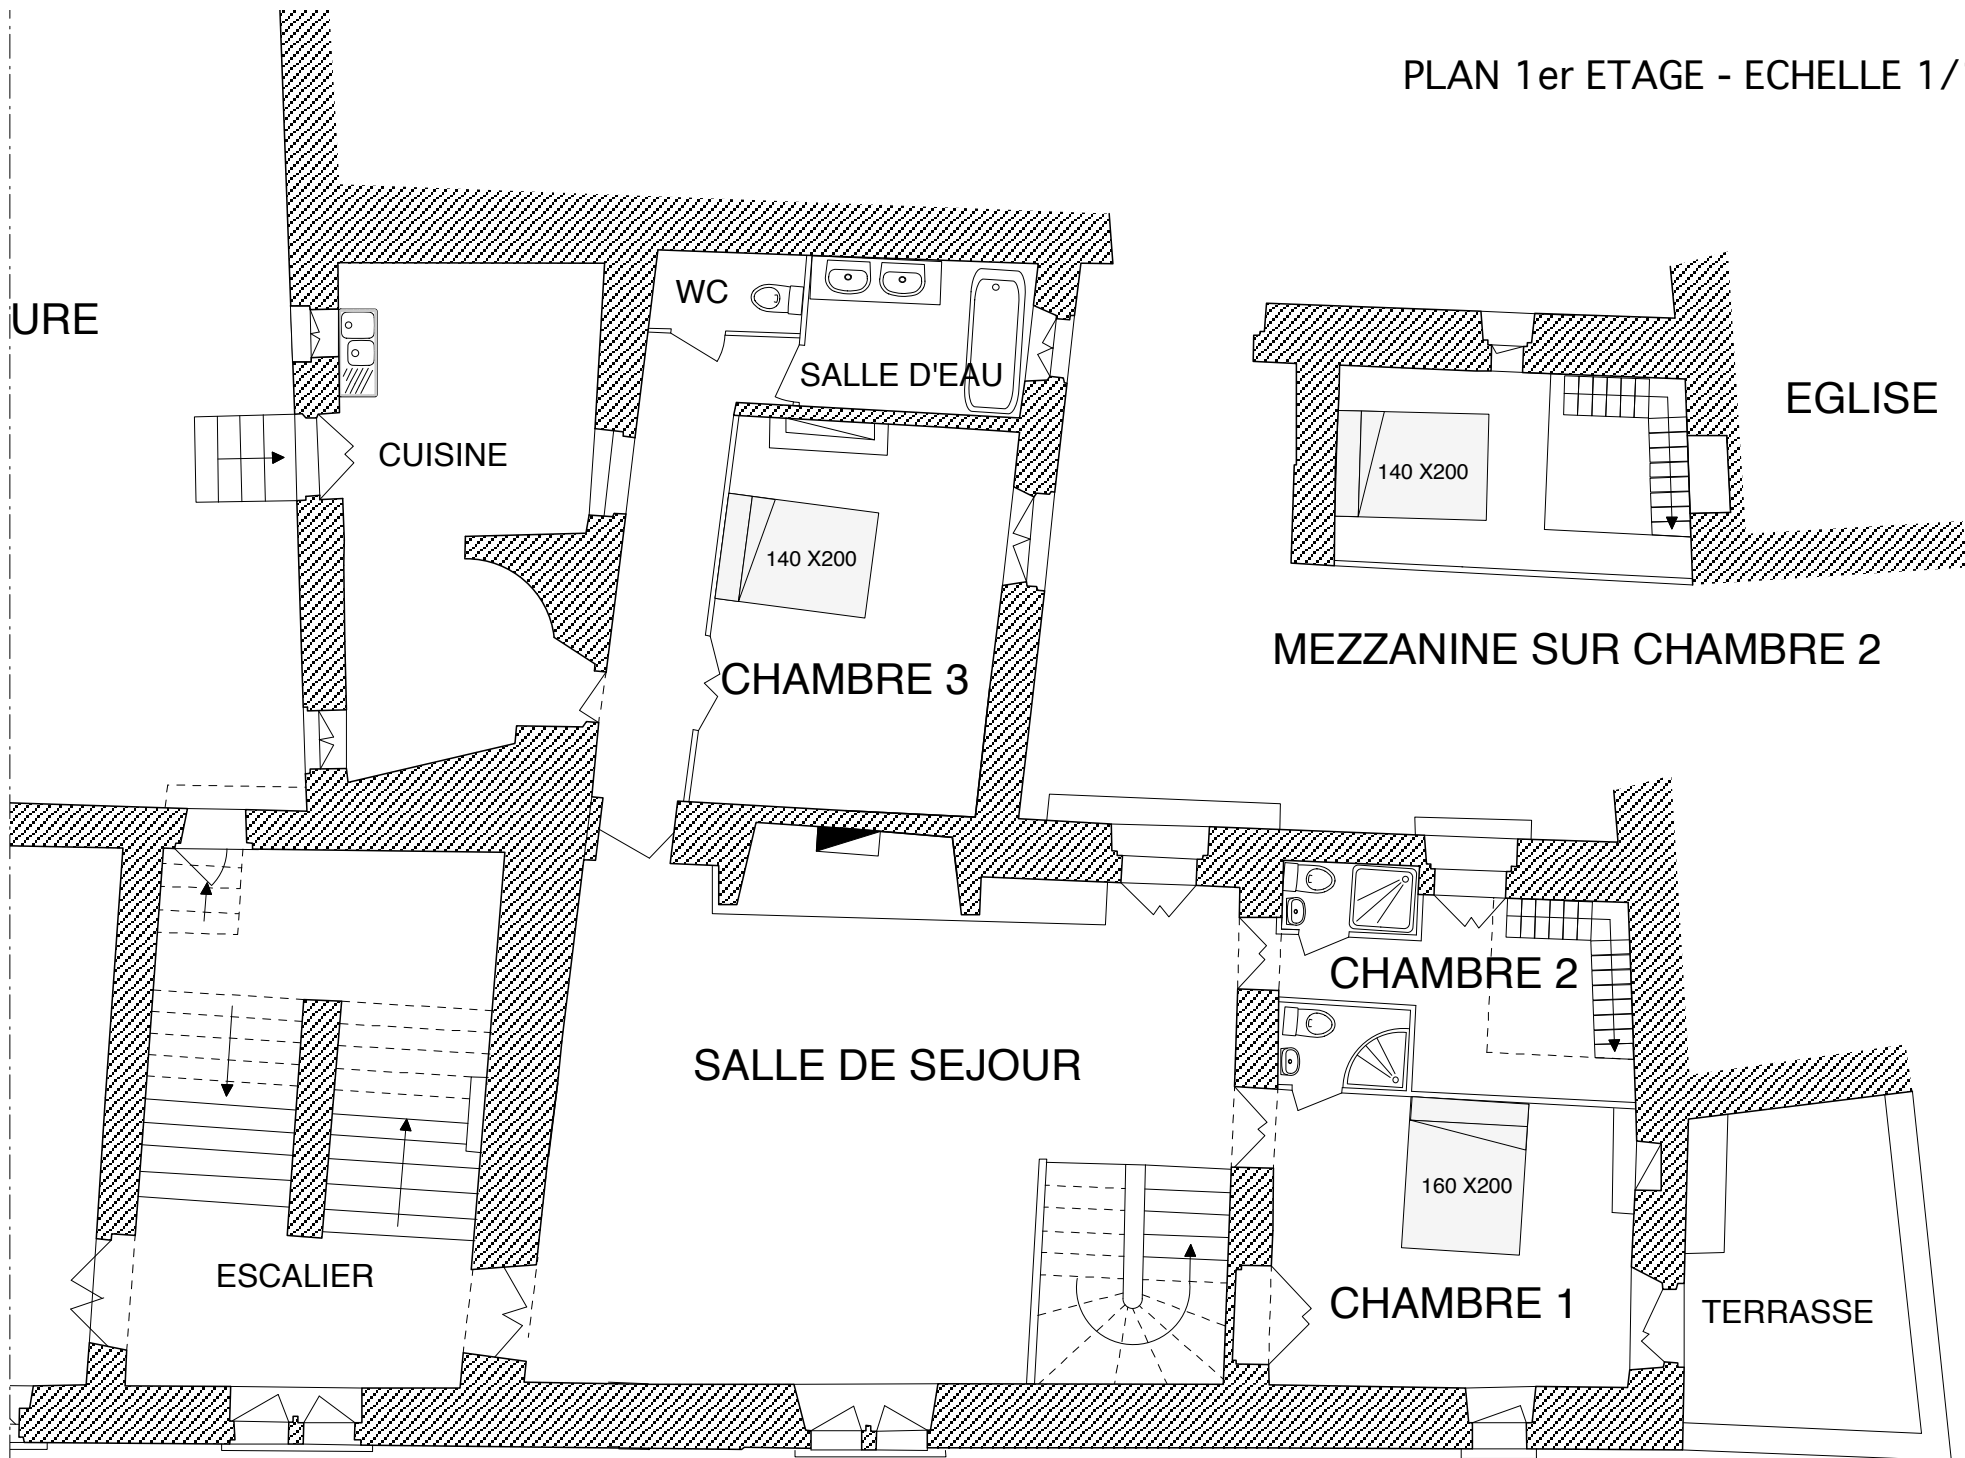 PLAN 1er ETAGE - ECHELLE 1/
WC
URE
SALLE D'EAU
EGLISE
CUISINE
140 X200
140 X200
MEZZANINE SUR CHAMBRE 2
CHAMBRE 3
CHAMBRE 2
SALLE DE SEJOUR
160 X200
ESCALIER
CHAMBRE 1
TERRASSE